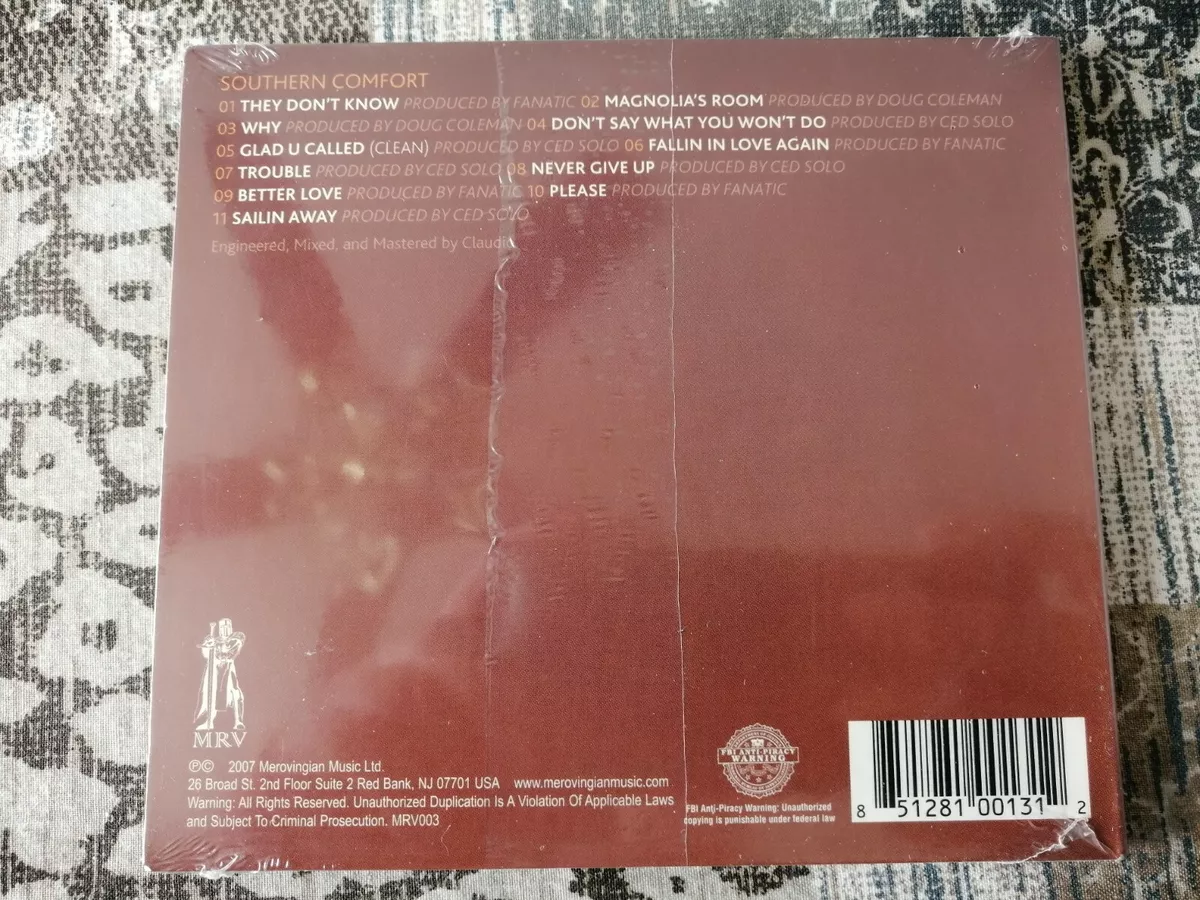 SOUTHERN COMFORT
01 THEY DON'T KNOW PRODUCED BY FANATIC 02 MAGNOLIA'S ROOM PRODUCED BY DOUG COLEMAN
03 WHY PRODUCED BY DOUG COLEMAN 04 DON'T SAY WHAT YOU WON'T DO PRODUCED BY CED SOLO
05 GLAD U CALLED (CLEAN) PRODUCED BY CED SOLO 06 FALLIN IN LOVE AGAIN PRODUCED BY FANATIC
07 TROUBLE PRODUCED BY CED SOLO 08 NEVER GIVE UP PRODUCED BY CED SOLO
09 BETTER LOVE PRODUCED BY FANATIC 10 PLEASE PRODUCED BY FANATIC
11 SAILIN AWAY PRODUCED BY CED SOLO
Engineered, Mixed, and Mastered by
MRV
℗© 2007 Merovingian Music Ltd.
26 Broad St. 2nd Floor Suite 2 Red Bank, NJ 07701 USA www.merovingianmusic.com
Warning: All Rights Reserved. Unauthorized Duplication Is A Violation Of Applicable Laws
and Subject To Criminal Prosecution. MRV003
FBI ANTI-PIRACY
WARNING
FBI Anti-Piracy Warning: Unauthorized
copying is punishable under federal law
8 51281 00131 2